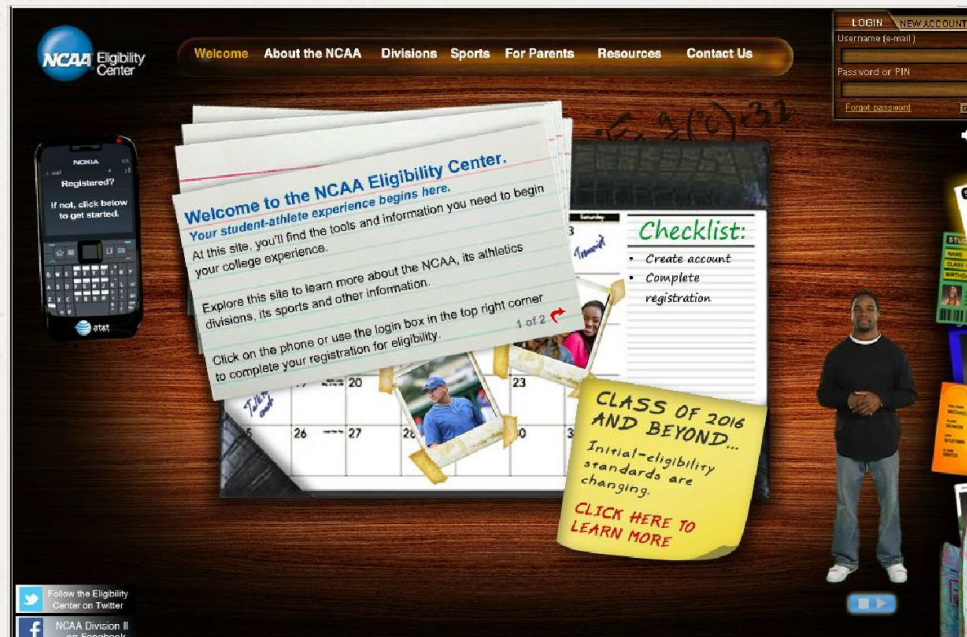 NCAA Eligibility
Center
Welcome About the NCAA Divisions Sports For Parents Resources Contact Us
LOGIN NEW ACCOUNT
Username (e-mail)
Password or PIN
Forgot password
NOKIA
Registered?
If not, click below
to get started.
at&t
Welcome to the NCAA Eligibility Center.
Your student-athlete experience begins here.
At this site, you'll find the tools and information you need to begin
your college experience.
Explore this site to learn more about the NCAA, its athletics
divisions, its sports and other information.
Click on the phone or use the login box in the top right corner
to complete your registration for eligibility.
1 of 2
Saturday
3
Checklist:
• Create account
• Complete
registration
20
23
26
27
28
CLASS OF 2016
AND BEYOND...
Initial-eligibility
standards are
changing.
CLICK HERE TO
LEARN MORE
NAME
CLASS
Follow the Eligibility
Center on Twitter
NCAA Division II
on Facebook